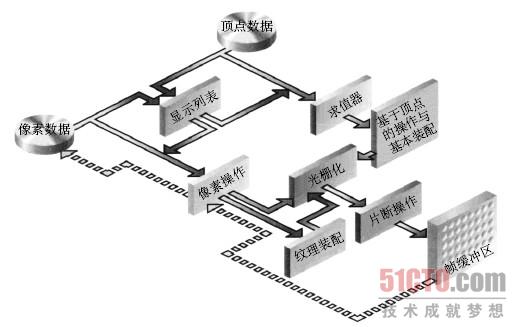 顶点数据
显示列表
求值器
像素数据
基于顶点
的操作与
基本装配
像素操作
光栅化
片断操作
纹理装配
帧缓冲区
51CTO.com
技术成就梦想